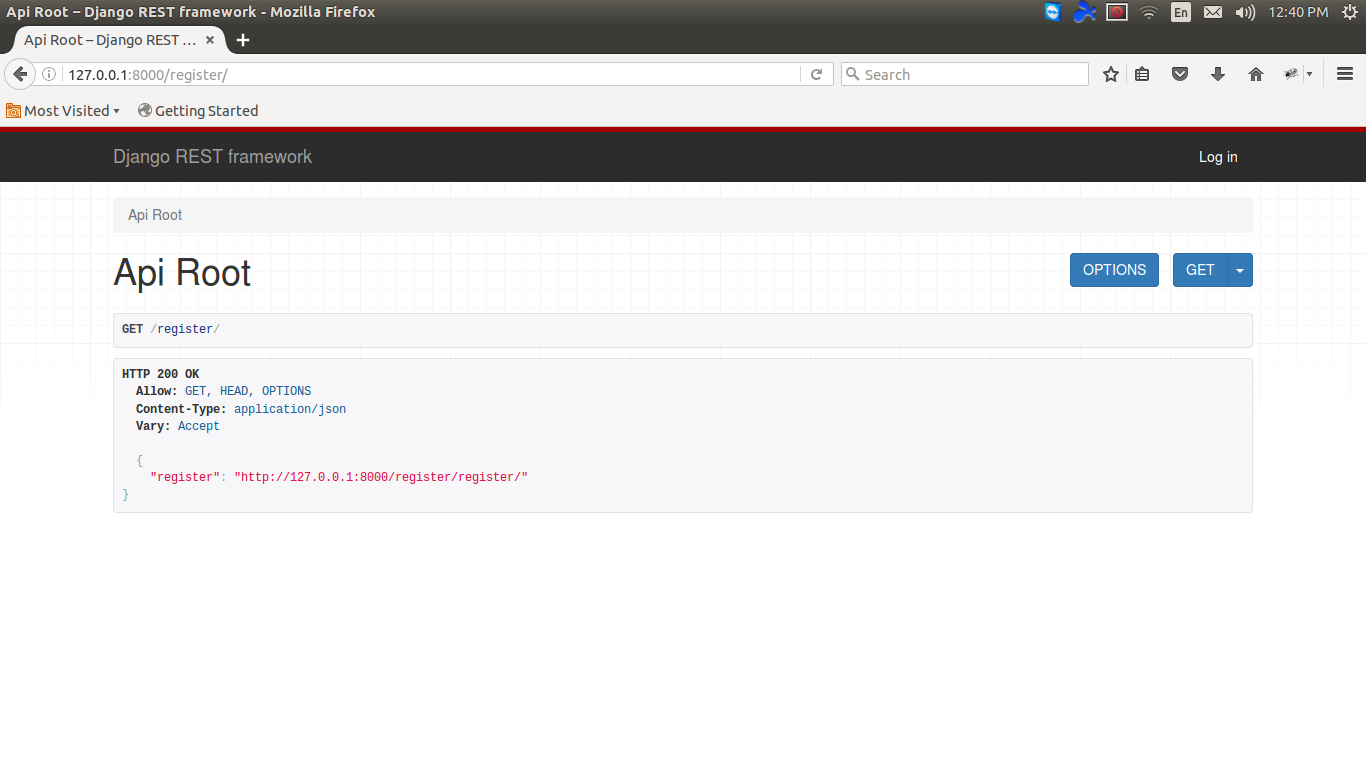 Api Root – Django REST framework - Mozilla Firefox
En
12:40 PM
Api Root – Django REST ...
127.0.0.1:8000/register/
Search
Most Visited
Getting Started
Django REST framework
Log in
Api Root
Api Root
OPTIONS
GET
GET /register/
HTTP 200 OK
Allow: GET, HEAD, OPTIONS
Content-Type: application/json
Vary: Accept
{
"register": "http://127.0.0.1:8000/register/register/"
}